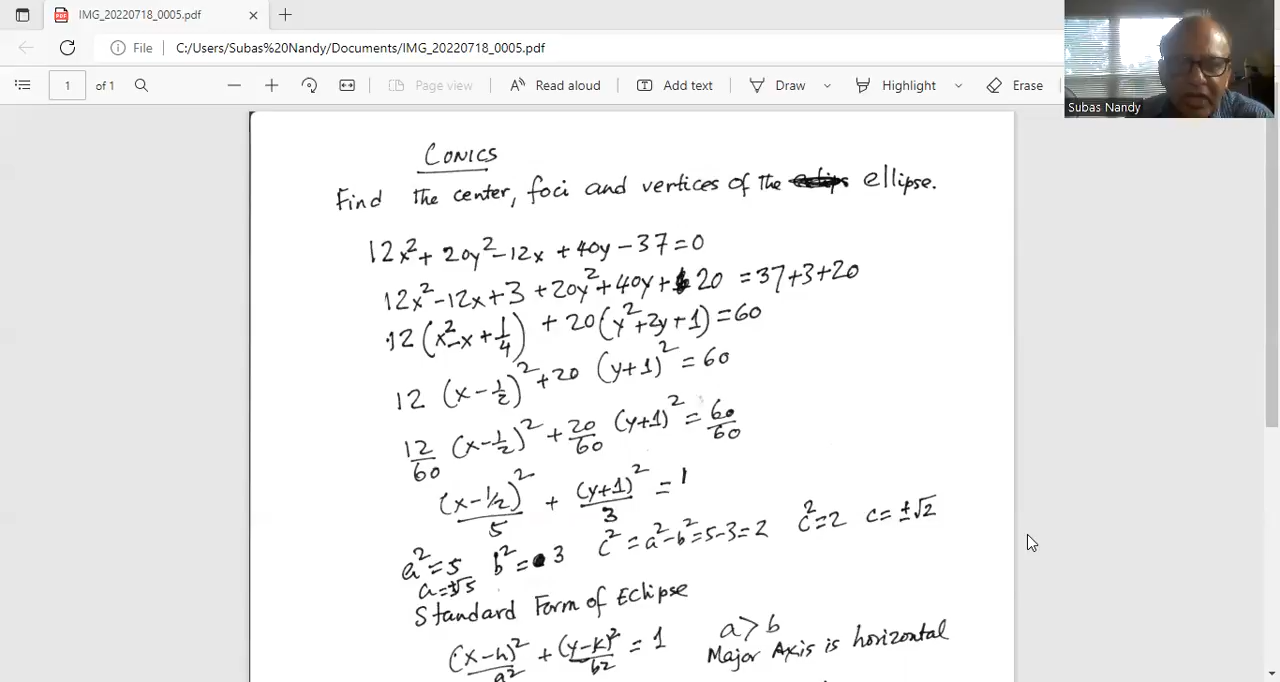 IMG_20220718_0005.pdf
File
C:/Users/Subas%20Nandy/Documents/IMG_20220718_0005.pdf
1 of 1
Page view
Read aloud
Add text
Draw
Highlight
Erase
Subas Nandy
CONICS
Find the center, foci and vertices of the ellipse.
12x² + 20y² - 12x + 40y - 37 = 0
12x² - 12x + 3 + 20y² + 40y + 20 = 37 + 3 + 20
12 (x² - x + 1/4) + 20 (y² + 2y + 1) = 60
12 (x - 1/2)² + 20 (y + 1)² = 60
12/60 (x - 1/2)² + 20/60 (y + 1)² = 60/60
(x - 1/2)²/5 + (y + 1)²/3 = 1
a² = 5 b² = 3 c² = a² - b² = 5 - 3 = 2 c² = 2 c = ±√2
a = ±√5
Standard Form of Eclipse
(x - h)²/a² + (y - k)²/b² = 1 a > b
Major Axis is horizontal